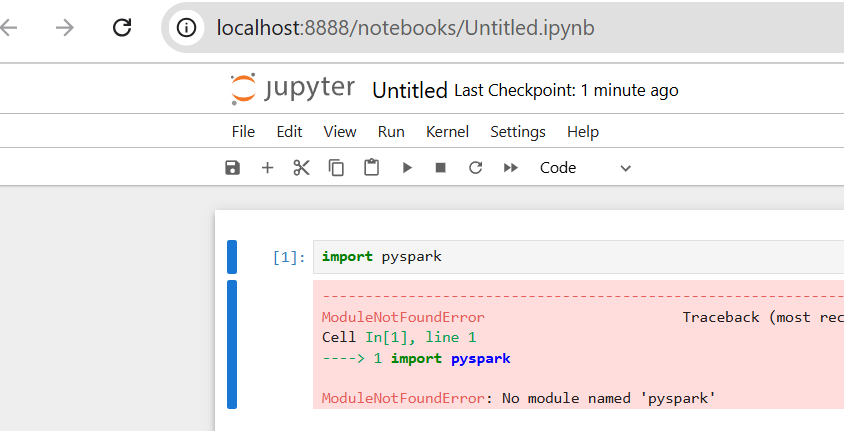 localhost:8888/notebooks/Untitled.ipynb
jupyter Untitled Last Checkpoint: 1 minute ago
File Edit View Run Kernel Settings Help
Code
[1]: import pyspark
---------------------------------------------------------------
ModuleNotFoundError Traceback (most rec
Cell In[1], line 1
----> 1 import pyspark
ModuleNotFoundError: No module named 'pyspark'